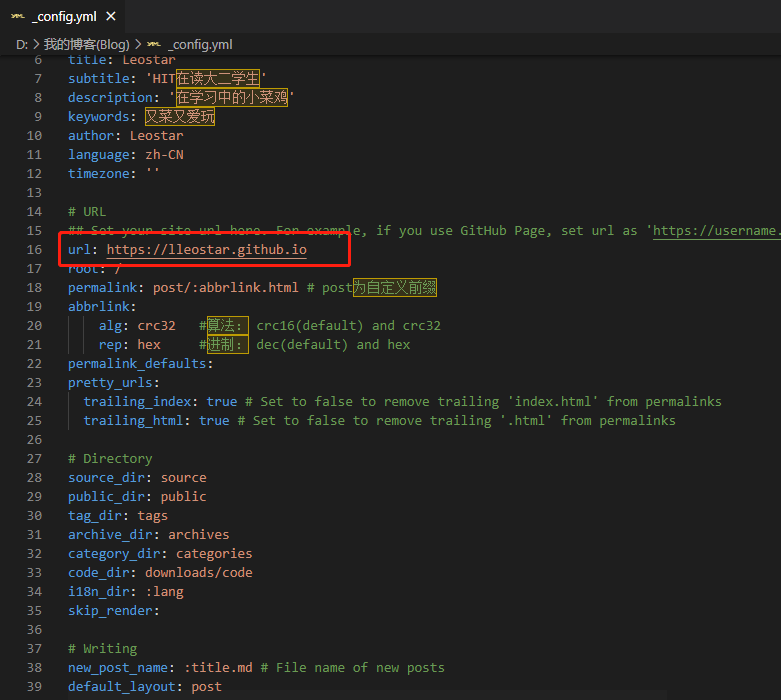 _config.yml ×
D: > 我的博客(Blog) > _config.yml
6 title: Leostar
7 subtitle: 'HIT在读大二学生'
8 description: '在学习中的小菜鸡'
9 keywords: 又菜又爱玩
10 author: Leostar
11 language: zh-CN
12 timezone: ''
13
14 # URL
15 ## Set your site url here. For example, if you use GitHub Page, set url as 'https://username.
16 url: https://lleostar.github.io
17 root: /
18 permalink: post/:abbrlink.html # post为自定义前缀
19 abbrlink:
20 alg: crc32 #算法： crc16(default) and crc32
21 rep: hex #进制： dec(default) and hex
22 permalink_defaults:
23 pretty_urls:
24 trailing_index: true # Set to false to remove trailing 'index.html' from permalinks
25 trailing_html: true # Set to false to remove trailing '.html' from permalinks
26
27 # Directory
28 source_dir: source
29 public_dir: public
30 tag_dir: tags
31 archive_dir: archives
32 category_dir: categories
33 code_dir: downloads/code
34 i18n_dir: :lang
35 skip_render:
36
37 # Writing
38 new_post_name: :title.md # File name of new posts
39 default_layout: post